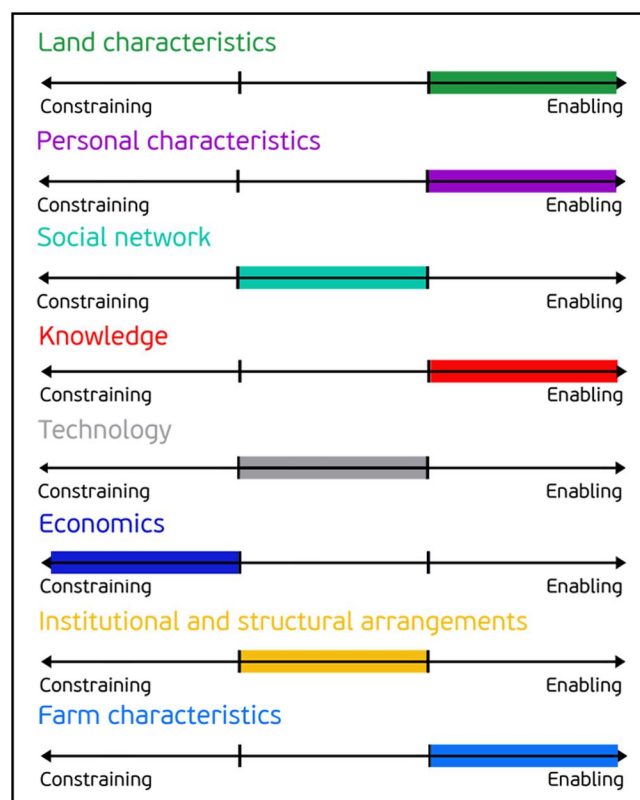 Land characteristics
Constraining Enabling
Personal characteristics
Constraining Enabling
Social network
Constraining Enabling
Knowledge
Constraining Enabling
Technology
Constraining Enabling
Economics
Constraining Enabling
Institutional and structural arrangements
Constraining Enabling
Farm characteristics
Constraining Enabling